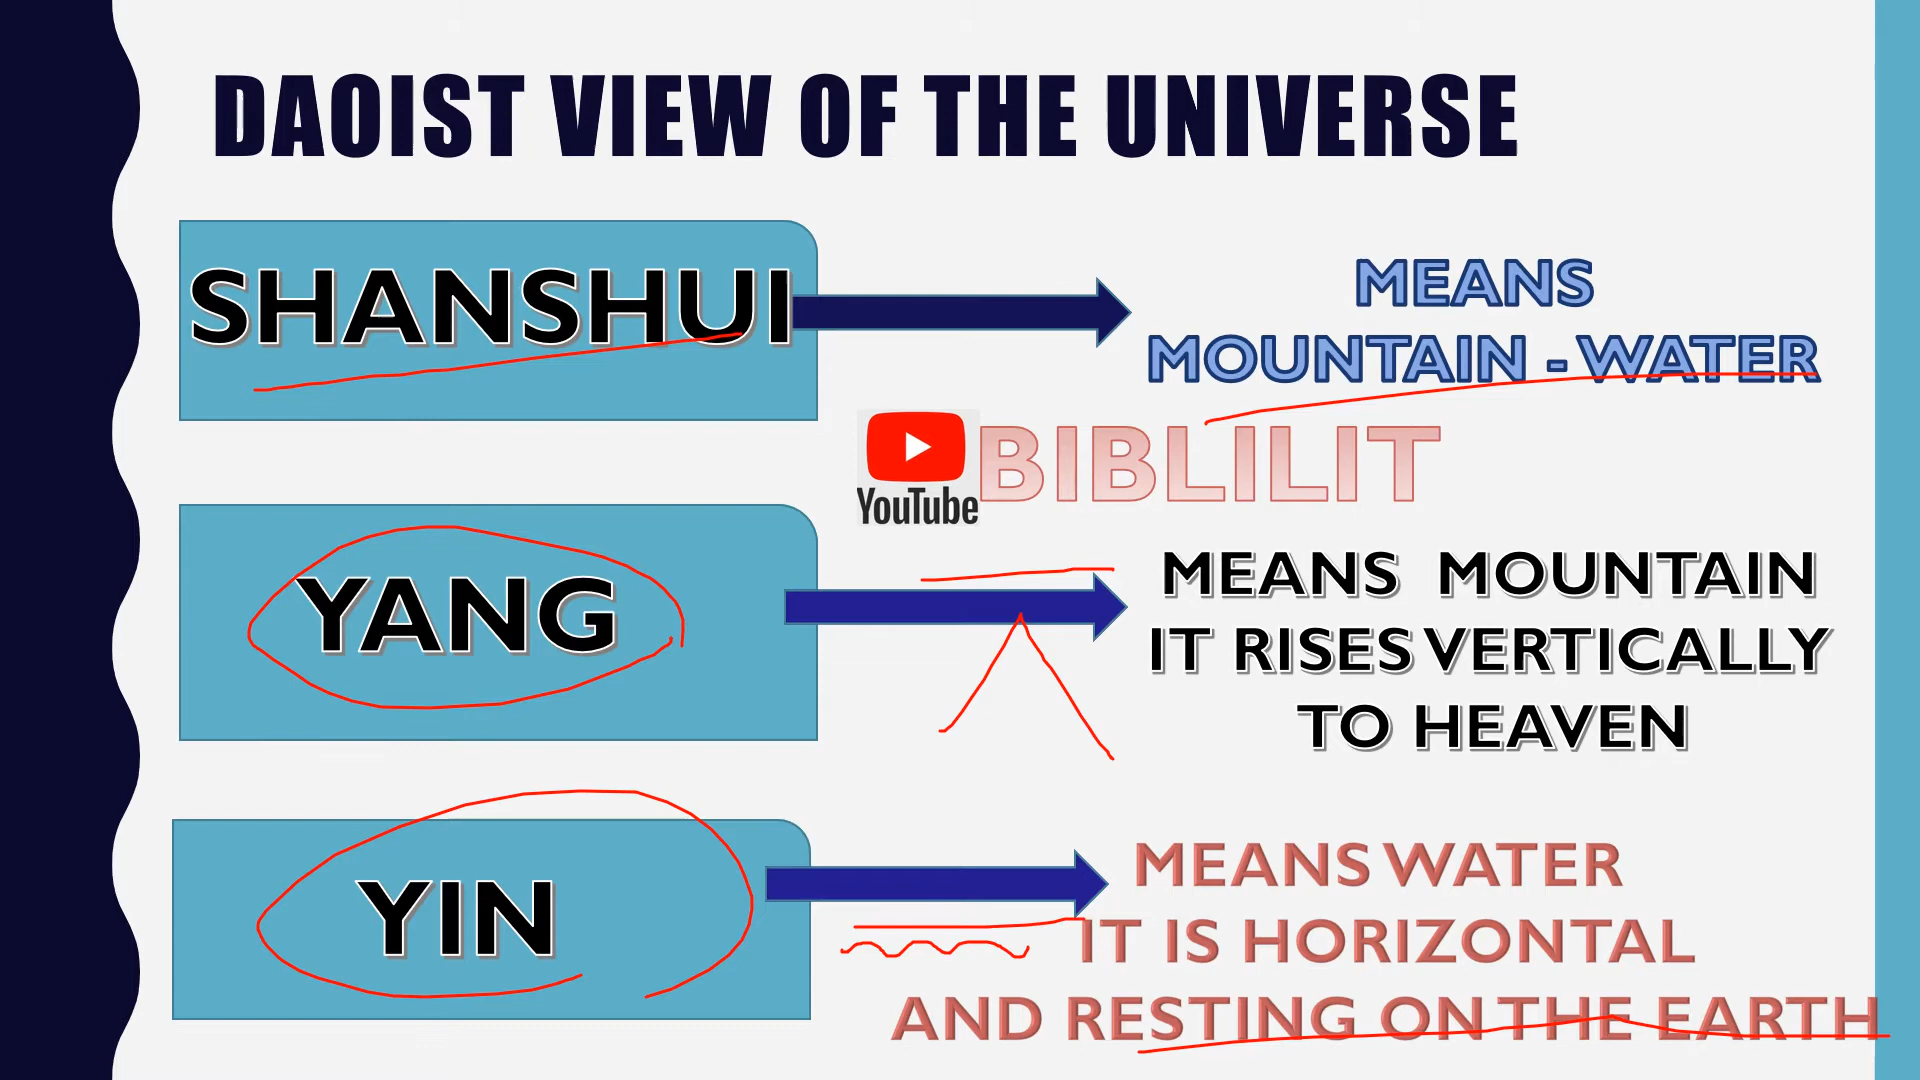 DAOIST VIEW OF THE UNIVERSE
SHANSHUI
MEANS
MOUNTAIN - WATER
YouTube
BIBLILIT
YANG
MEANS MOUNTAIN
IT RISES VERTICALLY
TO HEAVEN
YIN
MEANS WATER
IT IS HORIZONTAL
AND RESTING ON THE EARTH